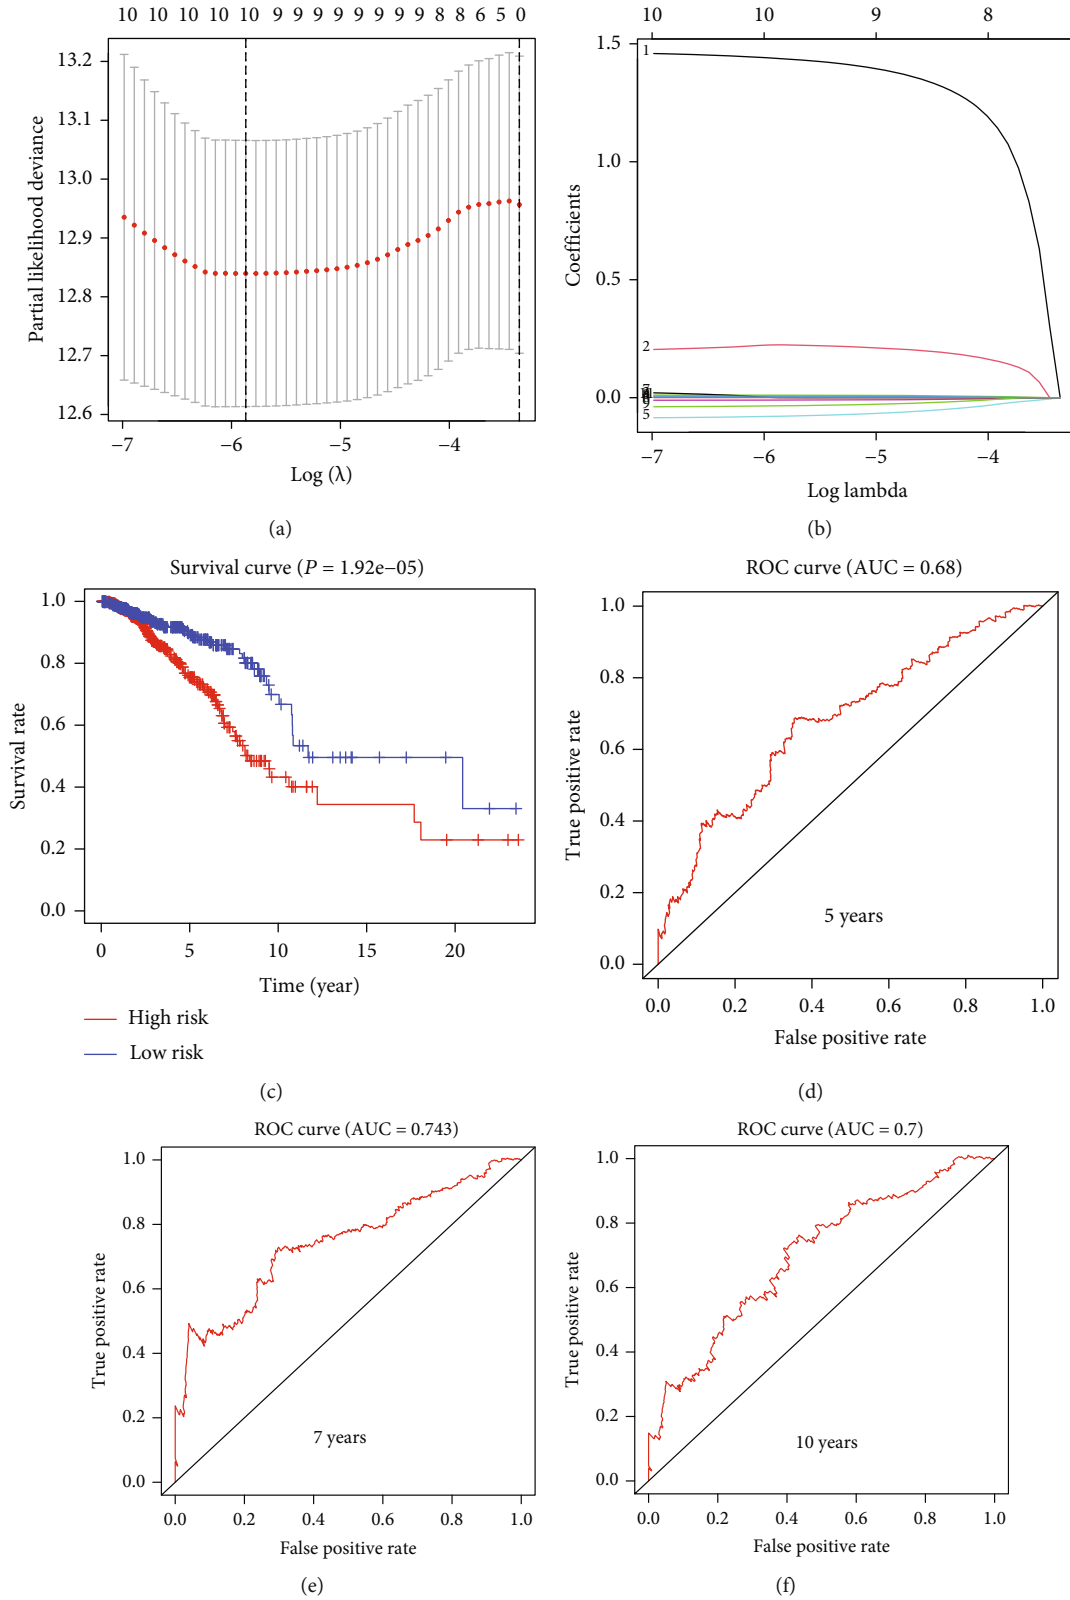 10 10 10 10 10 9 9 9 9 9 9 8 8 6 5 0
Partial likelihood deviance
13.2
13.1
13.0
12.9
12.8
12.7
12.6
−7 −6 −5 −4
Log (λ)
(a)
10 10 9 8
Coefficients
1.5
1.0
0.5
0.0
1
2
7
9
5
−7 −6 −5 −4
Log lambda
(b)
Survival curve (P = 1.92e−05)
Survival rate
1.0
0.8
0.6
0.4
0.2
0.0
0 5 10 15 20
Time (year)
High risk
Low risk
(c)
ROC curve (AUC = 0.68)
True positive rate
1.0
0.8
0.6
0.4
0.2
0.0
5 years
0.0 0.2 0.4 0.6 0.8 1.0
False positive rate
(d)
ROC curve (AUC = 0.743)
True positive rate
1.0
0.8
0.6
0.4
0.2
0.0
7 years
0.0 0.2 0.4 0.6 0.8 1.0
False positive rate
(e)
ROC curve (AUC = 0.7)
True positive rate
1.0
0.8
0.6
0.4
0.2
0.0
10 years
0.0 0.2 0.4 0.6 0.8 1.0
False positive rate
(f)